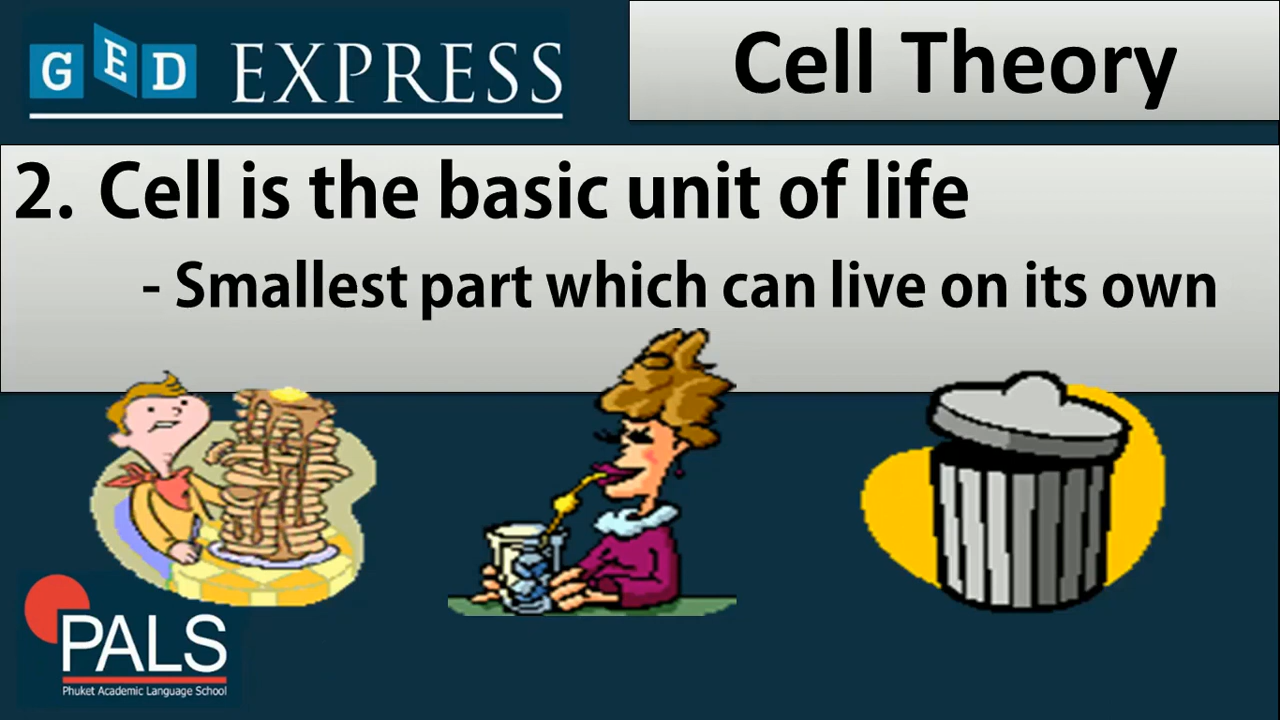 GED EXPRESS
Cell Theory
2. Cell is the basic unit of life
- Smallest part which can live on its own
PALS
Phuket Academic Language School